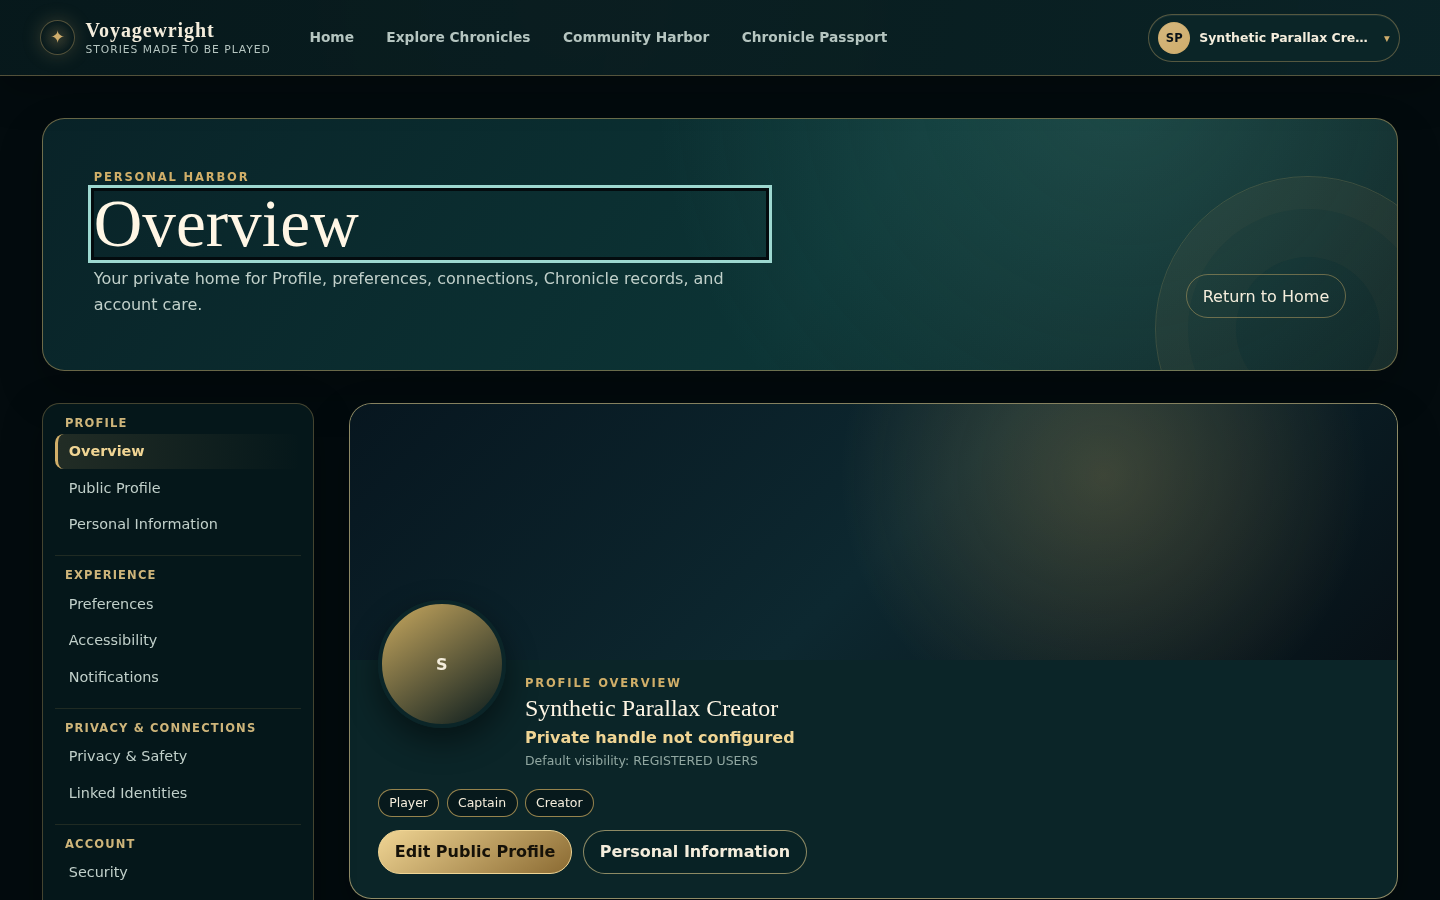 ✦ Voyagewright
STORIES MADE TO BE PLAYED
Home Explore Chronicles Community Harbor Chronicle Passport
SP Synthetic Parallax Cre… ▾
PERSONAL HARBOR
Overview
Your private home for Profile, preferences, connections, Chronicle records, and
account care.
Return to Home
PROFILE
Overview
Public Profile
Personal Information
EXPERIENCE
Preferences
Accessibility
Notifications
PRIVACY & CONNECTIONS
Privacy & Safety
Linked Identities
ACCOUNT
Security
S
PROFILE OVERVIEW
Synthetic Parallax Creator
Private handle not configured
Default visibility: REGISTERED USERS
Player Captain Creator
Edit Public Profile Personal Information